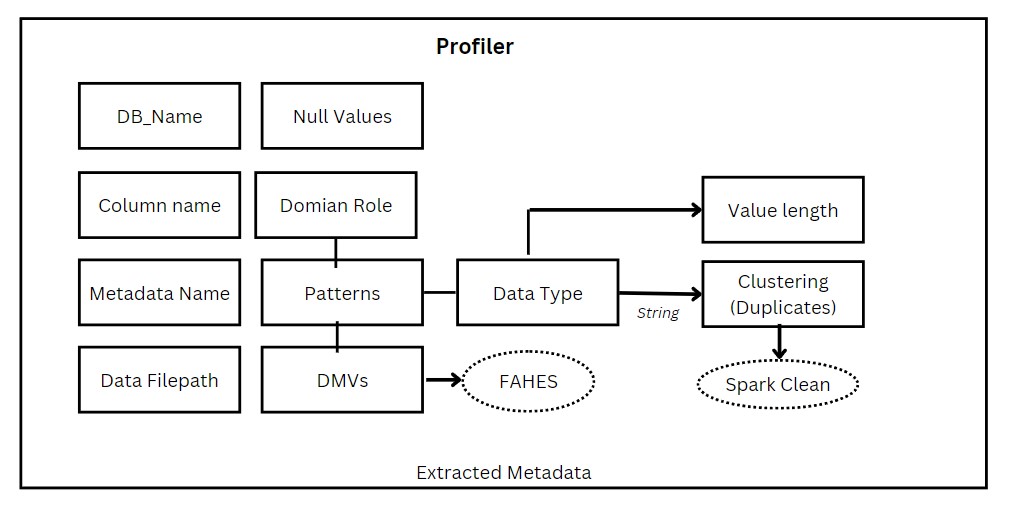 Profiler
DB_Name
Null Values
Column name
Domian Role
Value length
Metadata Name
Patterns
Data Type
String
Clustering
(Duplicates)
Data Filepath
DMVs
FAHES
Spark Clean
Extracted Metadata